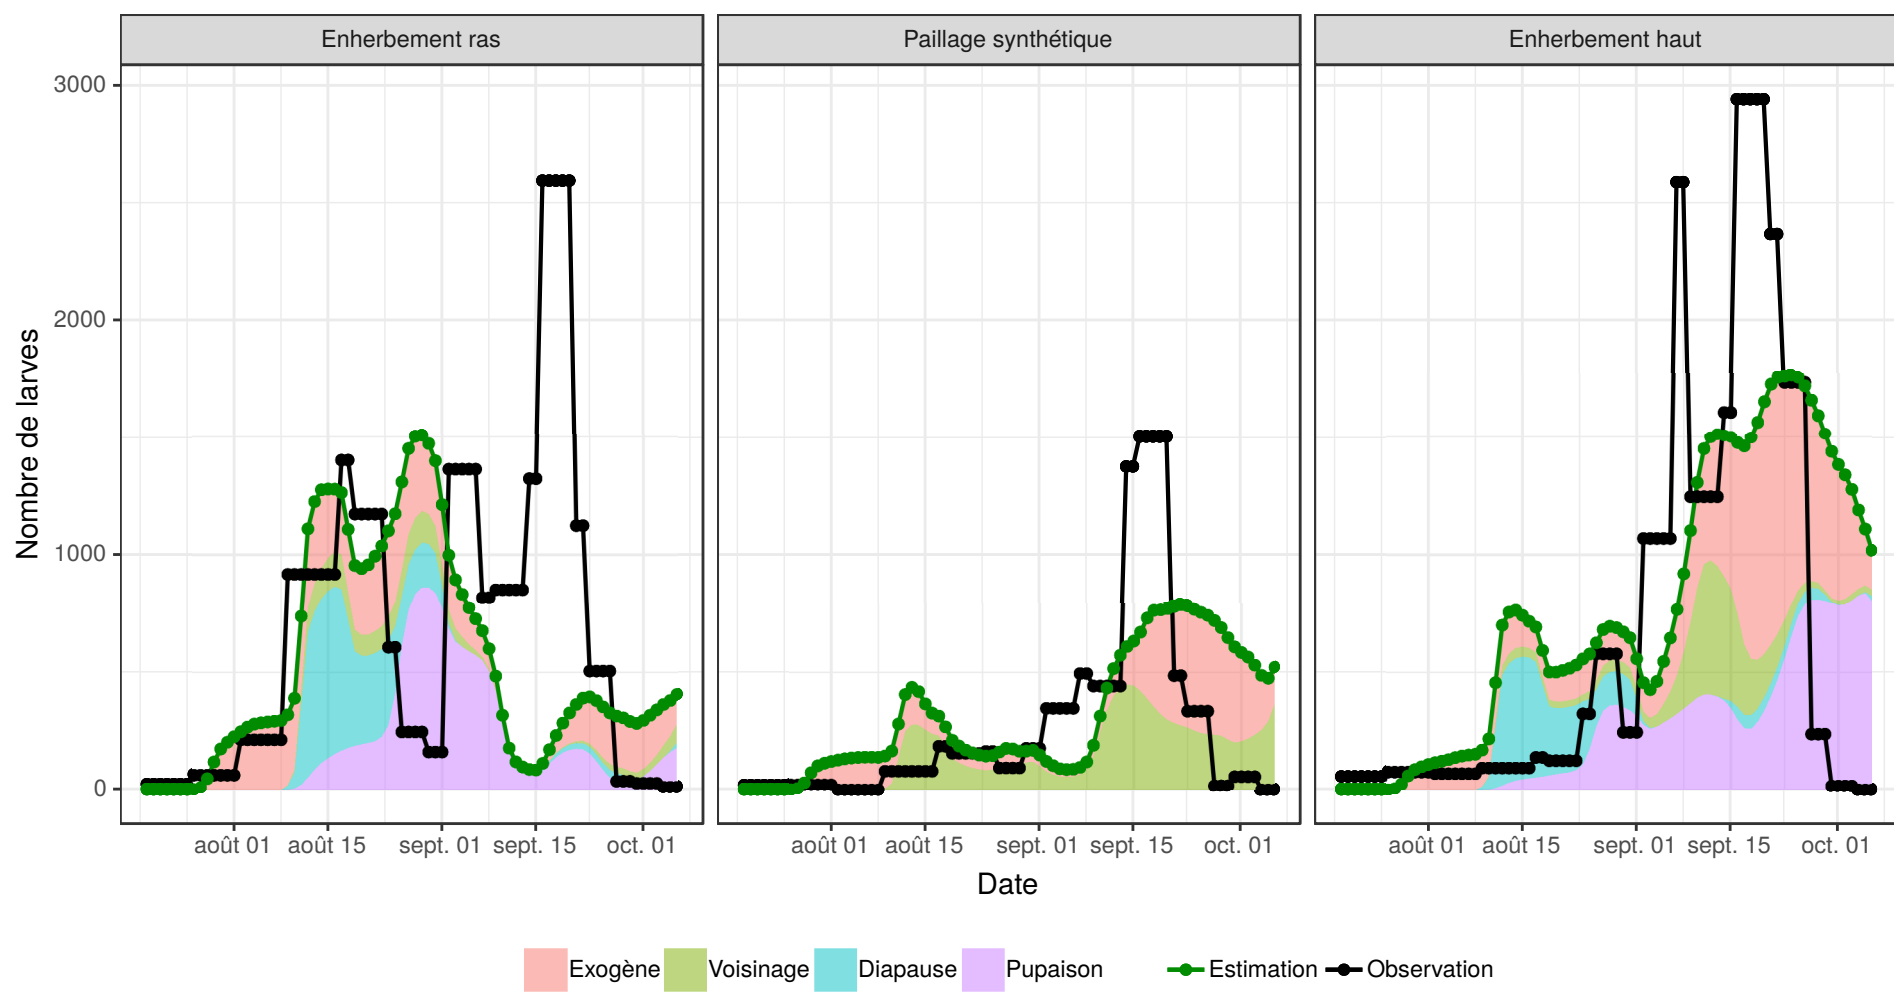 Enherbement ras
Paillage synthétique
Enherbement haut
Nombre de larves
3000
2000
1000
0
août 01 août 15 sept. 01 sept. 15 oct. 01
août 01 août 15 sept. 01 sept. 15 oct. 01
août 01 août 15 sept. 01 sept. 15 oct. 01
Date
Exogène Voisinage Diapause Pupaison Estimation Observation